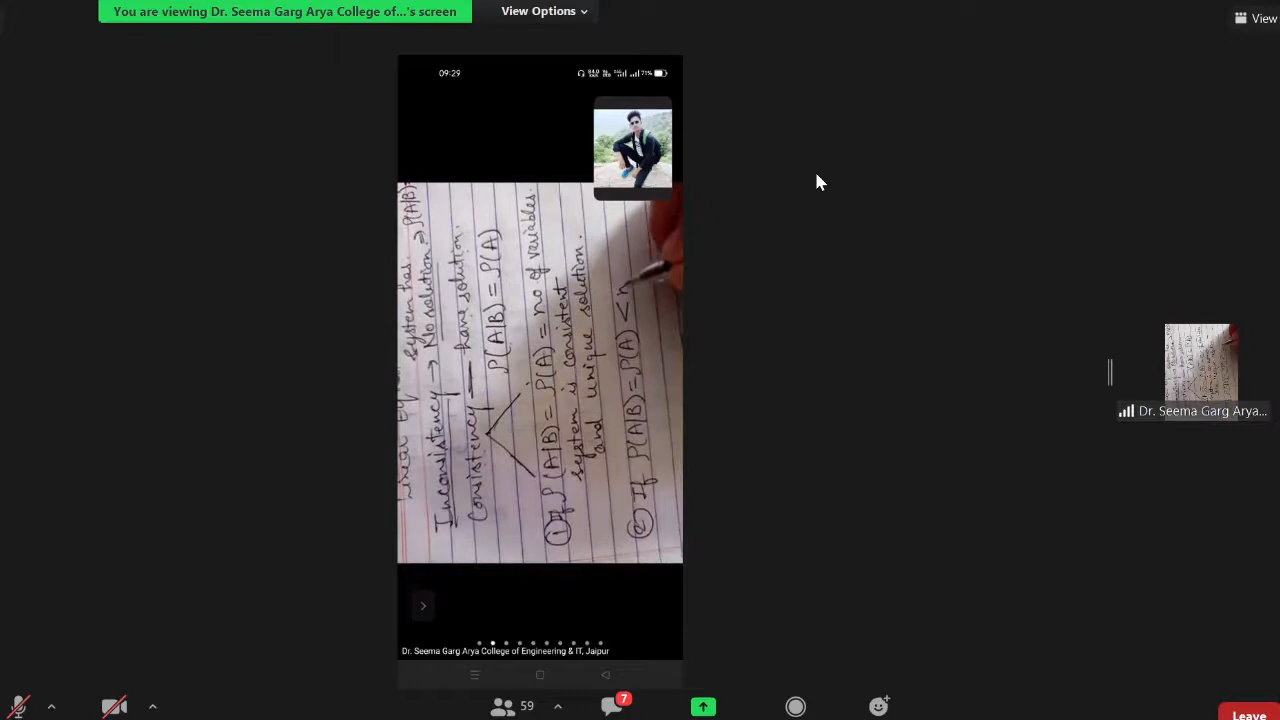 You are viewing Dr. Seema Garg Arya College of...'s screen
View Options
View
09:29
71%
system has.
Inconsistency → No solution ⇒ ρ(A|B)
Consistency — have solution.
ρ(A|B) = ρ(A)
① If ρ(A|B) = ρ(A) = no of variables.
system is consistent
and unique solution.
② If ρ(A|B) = ρ(A) < n
Dr. Seema Garg Arya College of Engineering & IT, Jaipur
Dr. Seema Garg Arya...
59
7
Leave